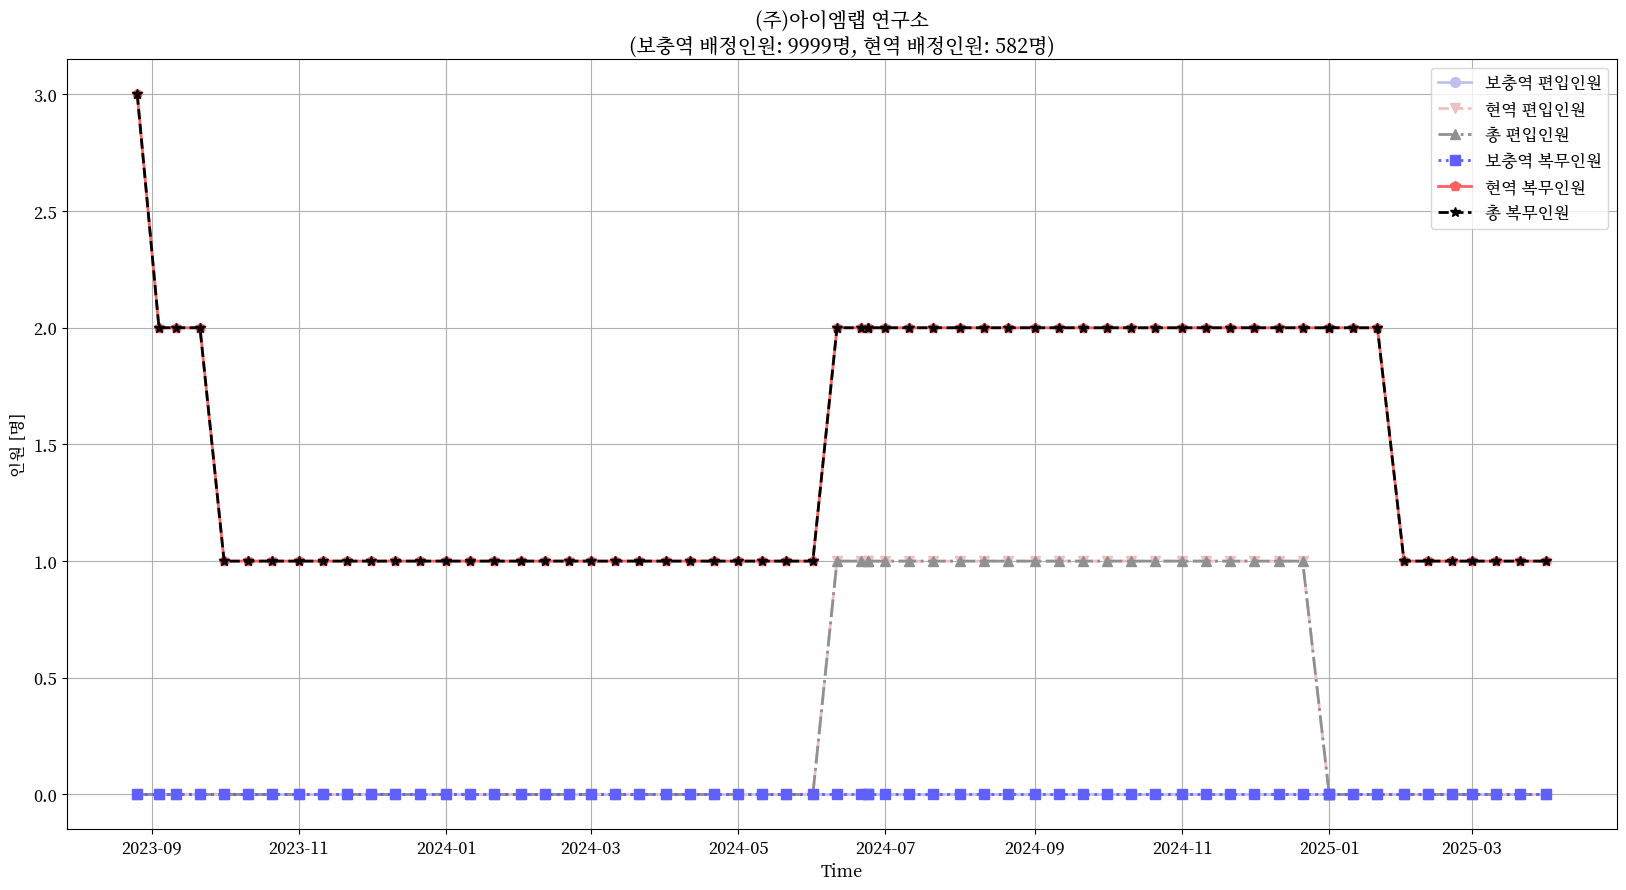 (주)아이엠랩 연구소
(보충역 배정인원: 9999명, 현역 배정인원: 582명)
보충역 편입인원
현역 편입인원
총 편입인원
보충역 복무인원
현역 복무인원
총 복무인원
인원 [명]
3.0
2.5
2.0
1.5
1.0
0.5
0.0
2023-09
2023-11
2024-01
2024-03
2024-05
2024-07
2024-09
2024-11
2025-01
2025-03
Time